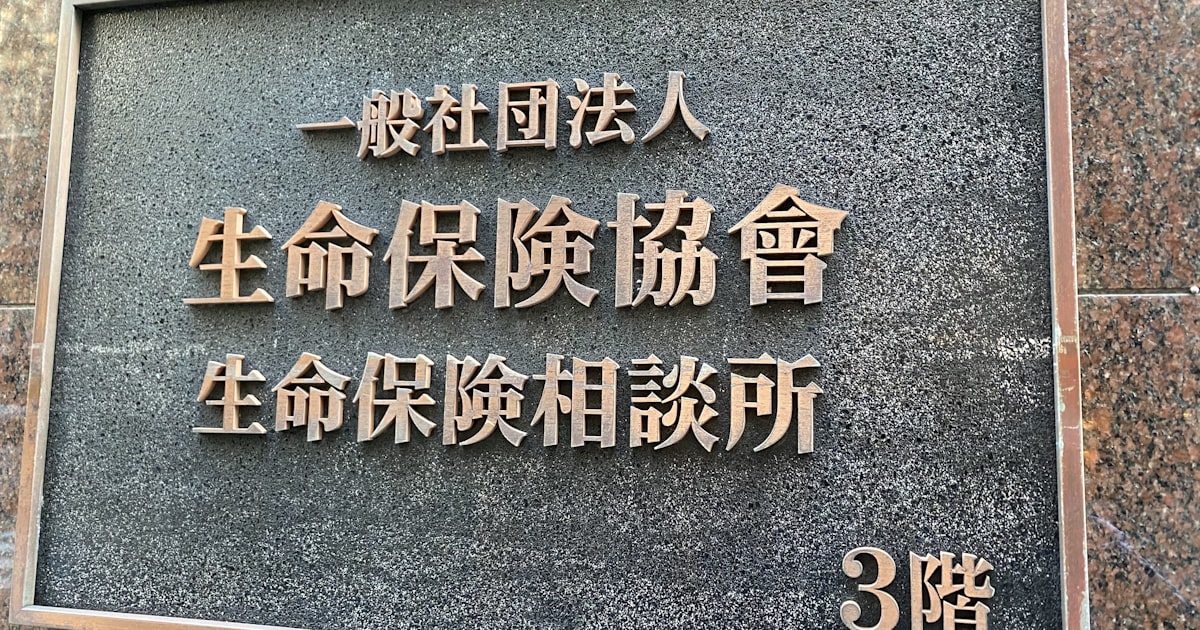 一般社団法人
生命保険協會
生命保険相談所
3階